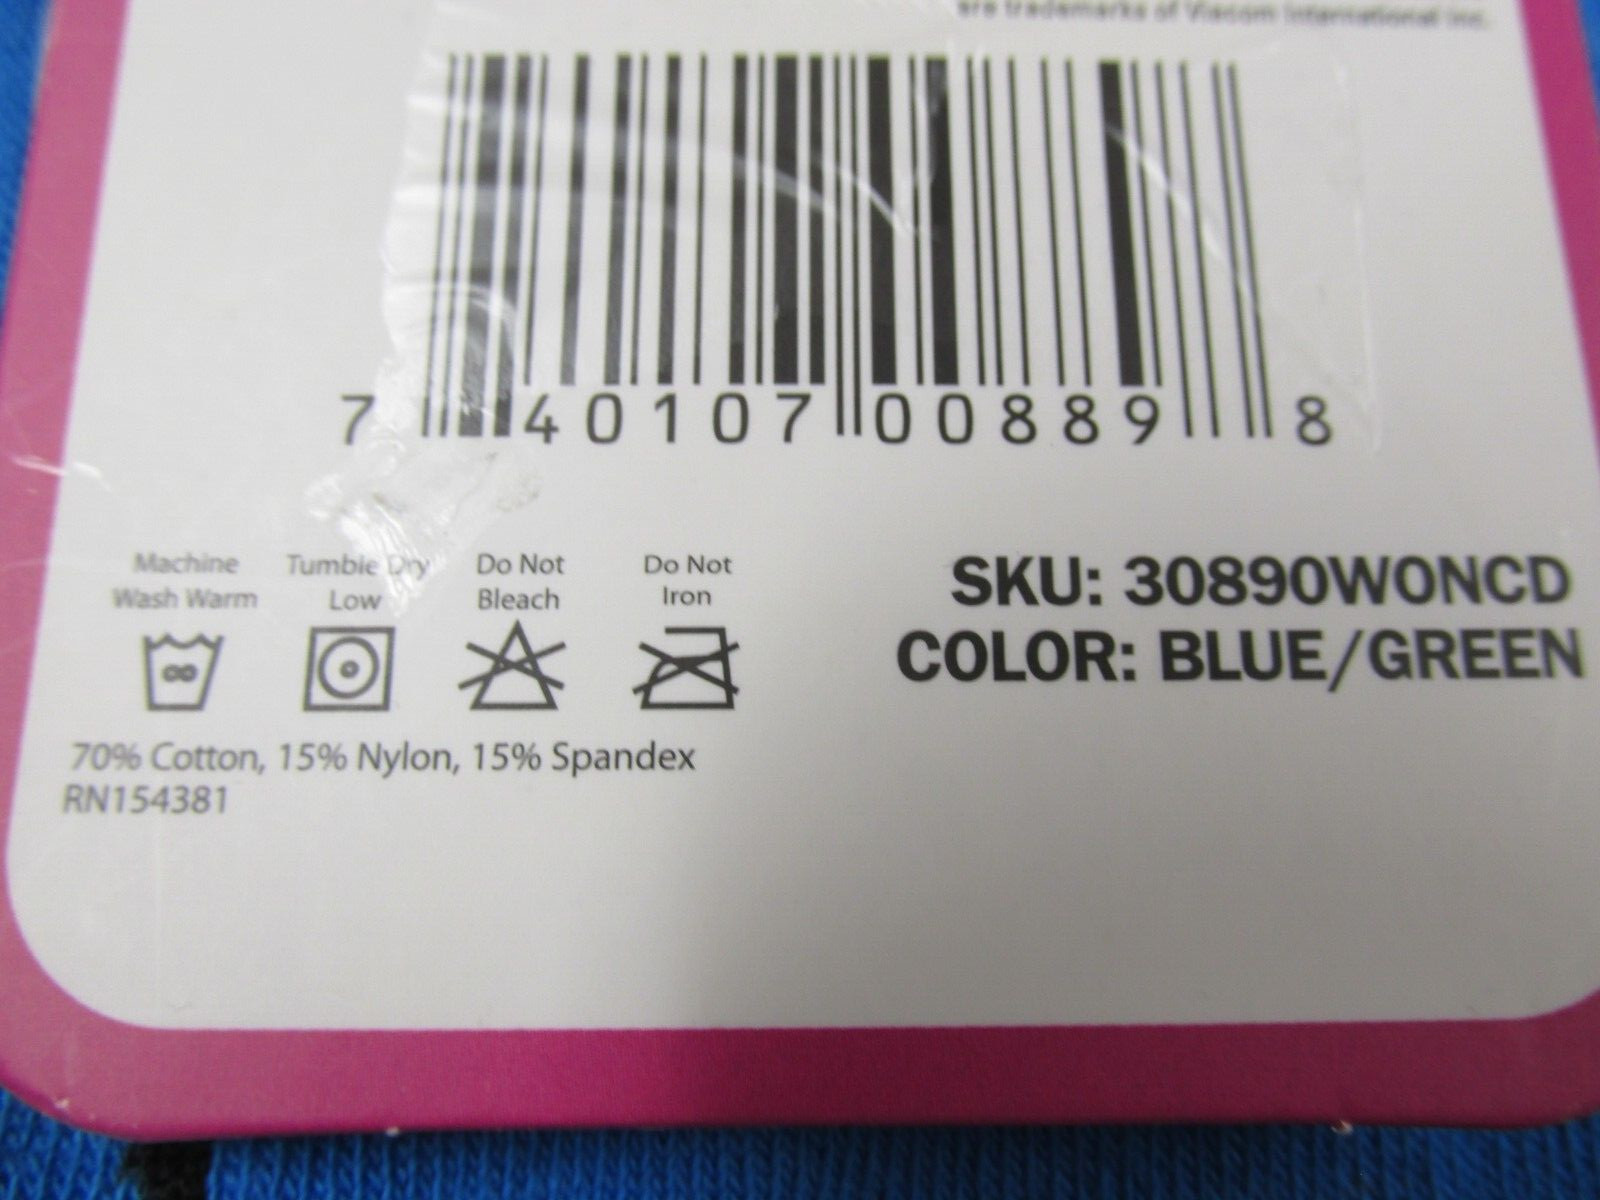 are trademarks of Viacom International Inc.
7 40107 00889 8
Machine Wash Warm
Tumble Dry Low
Do Not Bleach
Do Not Iron
SKU: 30890WONCD
COLOR: BLUE/GREEN
70% Cotton, 15% Nylon, 15% Spandex
RN154381